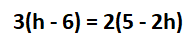 3(h - 6) = 2(5 - 2h)